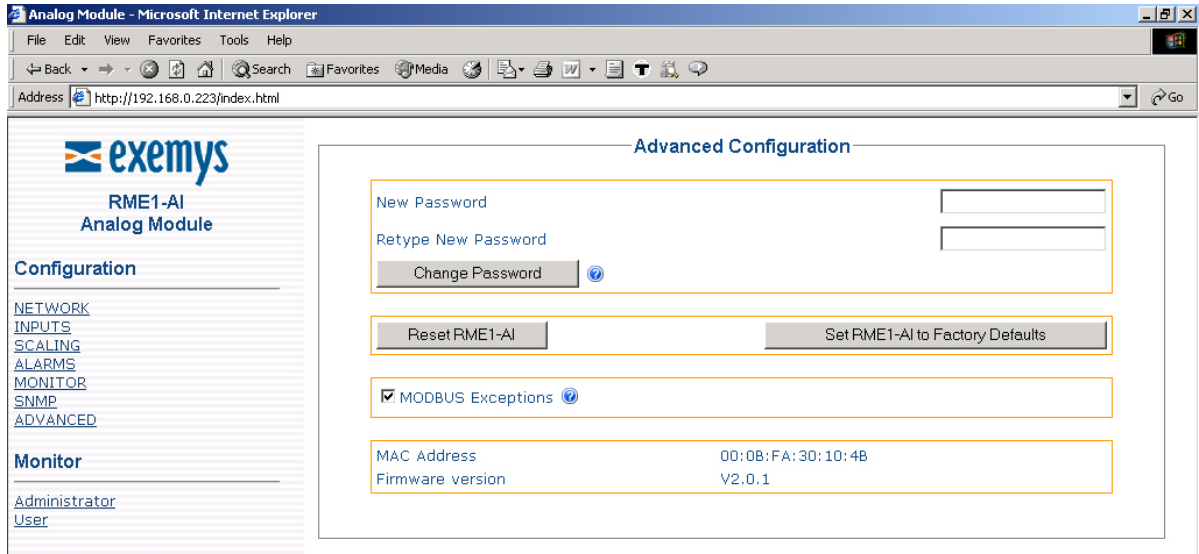 Analog Module - Microsoft Internet Explorer
File Edit View Favorites Tools Help
Back Search Favorites Media
Address http://192.168.0.223/index.html Go
exemys
RME1-AI
Analog Module
Configuration
NETWORK
INPUTS
SCALING
ALARMS
MONITOR
SNMP
ADVANCED
Monitor
Administrator
User
Advanced Configuration
New Password
Retype New Password
Change Password ?
Reset RME1-AI Set RME1-AI to Factory Defaults
MODBUS Exceptions ?
MAC Address 00:0B:FA:30:10:4B
Firmware version V2.0.1